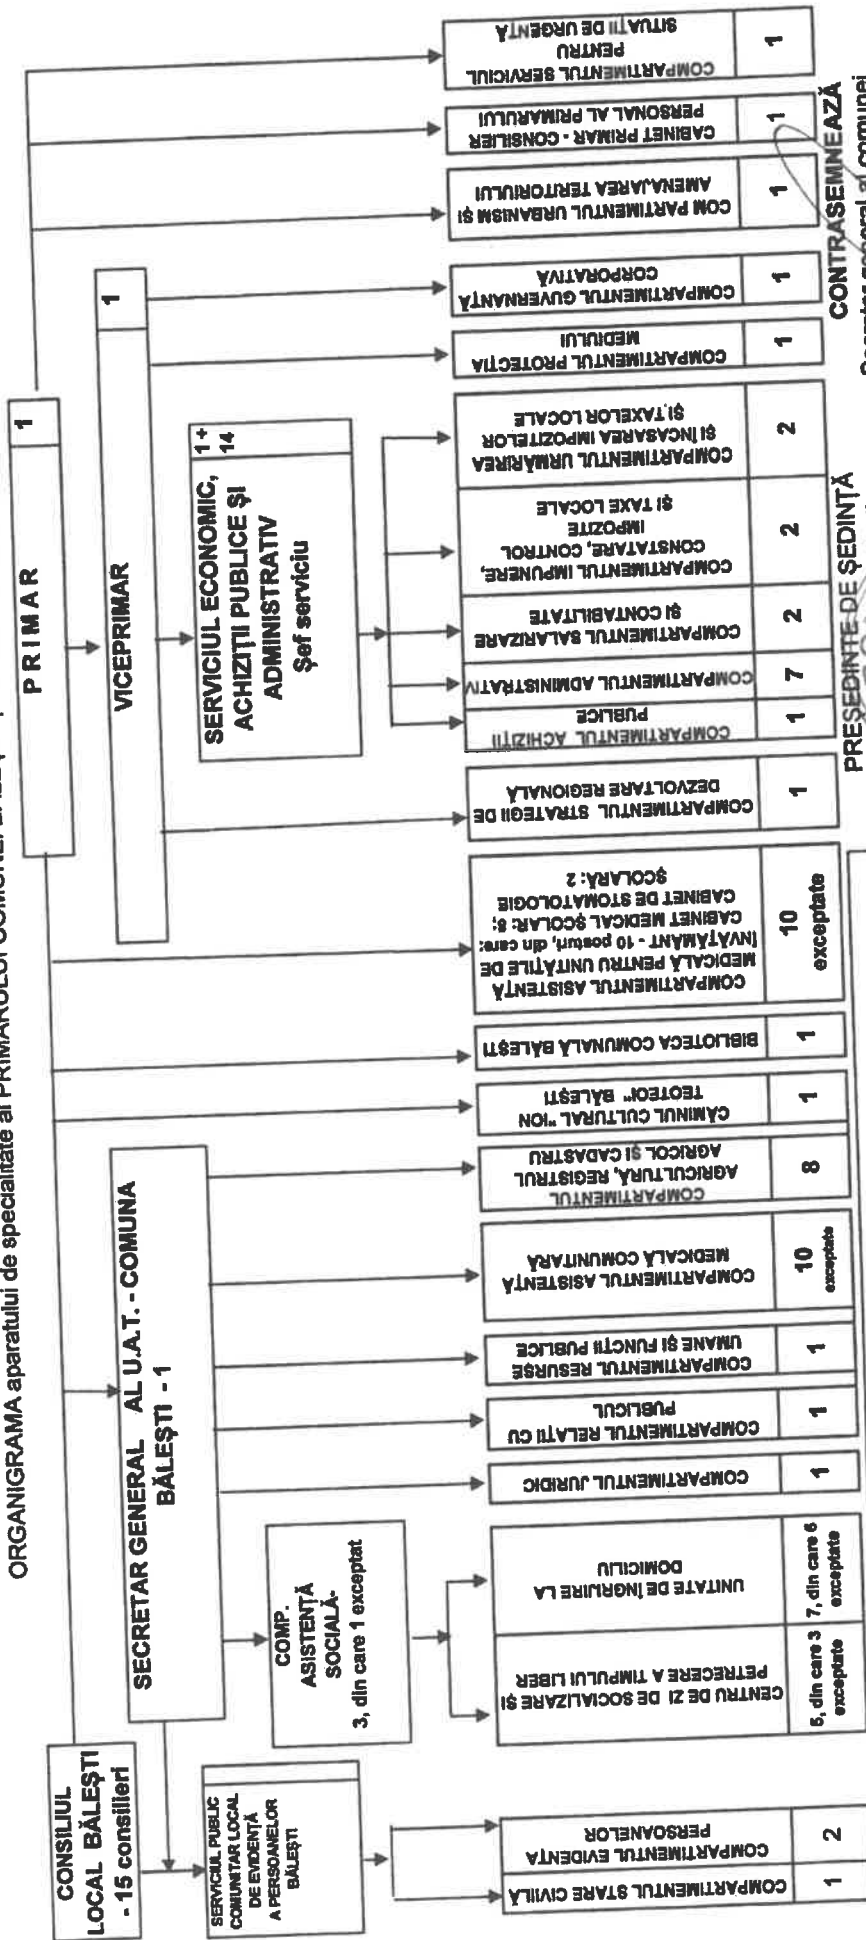 ORGANIGRAMA aparatului de specialitate al PRIMARULUI COMUNEI
PRIMAR
1
VICEPRIMAR
1
CONSILIUL
LOCAL BĂLEȘTI
- 15 consilieri
SECRETAR GENERAL AL U.A.T. - COMUNA
BĂLEȘTI - 1
SERVICIUL PUBLIC
COMUNITAR LOCAL
DE EVIDENȚĂ
A PERSOANELOR
BĂLEȘTI
COMP.
ASISTENȚĂ
SOCIALĂ-
3, din care 1 exceptat
SERVICIUL ECONOMIC,
ACHIZIȚII PUBLICE ȘI
ADMINISTRATIV
Șef serviciu
1 +
14
COMPARTIMENTUL STARE CIVILĂ
1
COMPARTIMENTUL EVIDENȚA
PERSOANELOR
2
CENTRU DE ZI DE SOCIALIZARE ȘI
PETRECERE A TIMPULUI LIBER
5, din care 3
exceptate
UNITATE DE ÎNGRIJIRE LA
DOMICILIU
7, din care 6
exceptate
COMPARTIMENTUL JURIDIC
1
COMPARTIMENTUL RELAȚII CU
PUBLICUL
1
COMPARTIMENTUL RESURSE
UMANE ȘI FUNCȚII PUBLICE
1
COMPARTIMENTUL ASISTENȚĂ
MEDICALĂ COMUNITARĂ
10
exceptate
COMPARTIMENTUL
AGRICULTURĂ, REGISTRUL
AGRICOL ȘI CADASTRU
8
CĂMINUL CULTURAL "ION
TEOTEOI" BĂLEȘTI
1
BIBLIOTECA COMUNALĂ BĂLEȘTI
1
COMPARTIMENTUL ASISTENȚĂ
MEDICALĂ PENTRU UNITĂȚILE DE
ÎNVĂȚĂMÂNT - 10 posturi, din care:
CABINET MEDICAL ȘCOLAR: 8;
CABINET DE STOMATOLOGIE
ȘCOLARĂ: 2
10
exceptate
COMPARTIMENTUL STRATEGII DE
DEZVOLTARE REGIONALĂ
1
COMPARTIMENTUL ACHIZIȚII
PUBLICE
1
COMPARTIMENTUL ADMINISTRATIV
7
COMPARTIMENTUL SALARIZARE
ȘI CONTABILITATE
2
COMPARTIMENTUL IMPUNERE,
CONSTATARE, CONTROL
IMPOZITE
ȘI TAXE LOCALE
2
COMPARTIMENTUL URMĂRIREA
ȘI ÎNCASAREA IMPOZITELOR
ȘI TAXELOR LOCALE
2
COMPARTIMENTUL PROTECȚIA
MEDIULUI
1
COMPARTIMENTUL GUVERNANȚĂ
CORPORATIVĂ
1
COM PARTIMENTUL URBANISM ȘI
AMENAJAREA TERITORIULUI
1
CABINET PRIMAR - CONSILIER
PERSONAL AL PRIMARULUI
1
COMPARTIMENTUL SERVICIUL
PENTRU
SITUAȚII DE URGENȚĂ
1
PREȘEDINTE DE ȘEDINȚĂ
CONTRASEMNEAZĂ
Secretar general al comunei